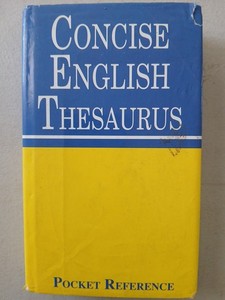 CONCISE
ENGLISH
THESAURUS
POCKET REFERENCE